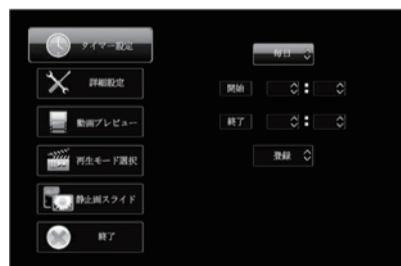 タイマー設定
毎日
詳細設定
開始 :
動画プレビュー
終了 :
再生モード選択
登録
静止画スライド
終了